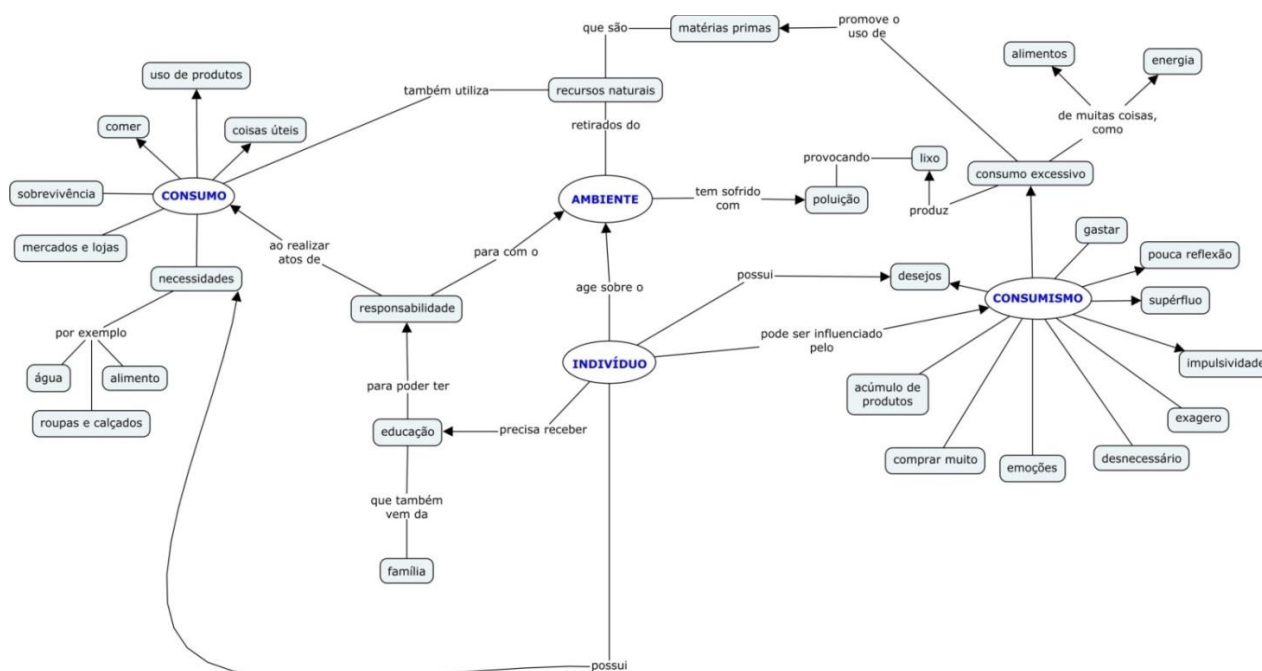 que são
matérias primas
promove o
uso de
alimentos
energia
uso de produtos
também utiliza
recursos naturais
de muitas coisas,
como
comer
coisas úteis
retirados do
provocando
lixo
consumo excessivo
sobrevivência
CONSUMO
AMBIENTE
tem sofrido
com
poluição
produz
mercados e lojas
ao realizar
atos de
para com o
gastar
pouca reflexão
necessidades
possui
desejos
CONSUMISMO
supérfluo
responsabilidade
age sobre o
por exemplo
pode ser influenciado
pelo
INDIVÍDUO
impulsividade
água
alimento
para poder ter
acúmulo de
produtos
roupas e calçados
exagero
educação
precisa receber
comprar muito
emoções
desnecessário
que também
vem da
família
possui